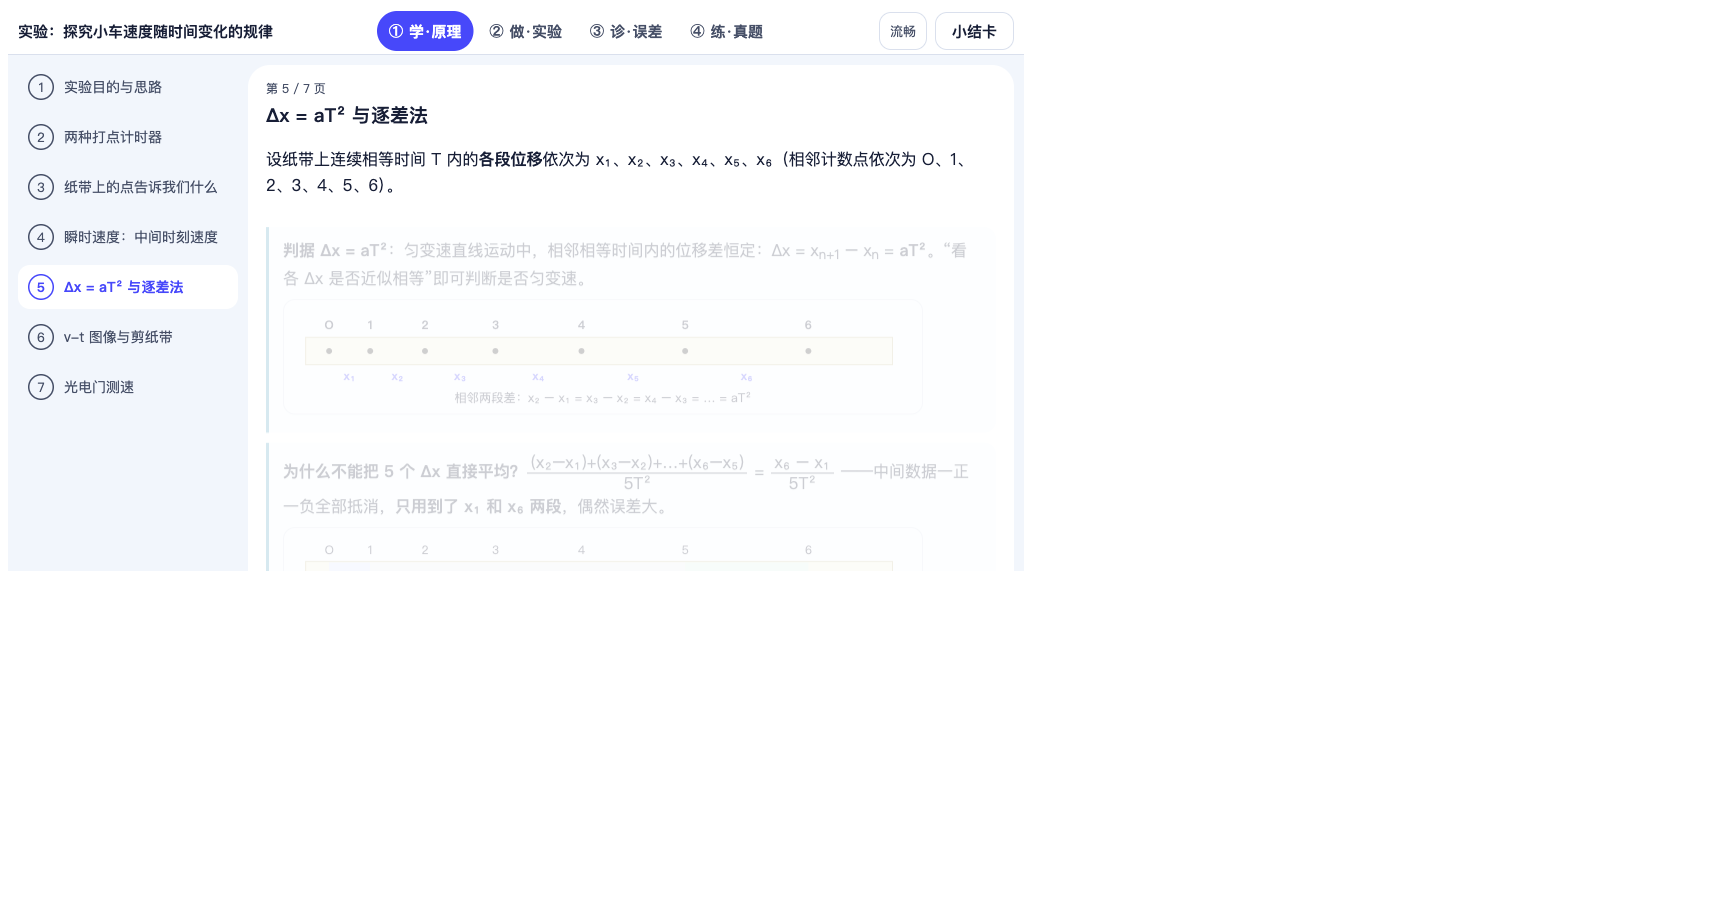 实验：探究小车速度随时间变化的规律
① 学·原理
② 做·实验
③ 诊·误差
④ 练·真题
流畅
小结卡
1 实验目的与思路
2 两种打点计时器
3 纸带上的点告诉我们什么
4 瞬时速度：中间时刻速度
5 Δx = aT² 与逐差法
6 v–t 图像与剪纸带
7 光电门测速
第 5 / 7 页
Δx = aT² 与逐差法
设纸带上连续相等时间 T 内的各段位移依次为 x₁、x₂、x₃、x₄、x₅、x₆（相邻计数点依次为 O、1、
2、3、4、5、6）。
判据 Δx = aT²：匀变速直线运动中，相邻相等时间内的位移差恒定：Δx = xₙ₊₁ − xₙ = aT²。“看
各 Δx 是否近似相等”即可判断是否匀变速。
O 1 2 3 4 5 6
x₁ x₂ x₃ x₄ x₅ x₆
相邻两段差：x₂ − x₁ = x₃ − x₂ = x₄ − x₃ = … = aT²
为什么不能把 5 个 Δx 直接平均？ (x₂−x₁)+(x₃−x₂)+…+(x₆−x₅) / 5T² = x₆ − x₁ / 5T² ——中间数据一正
一负全部抵消，只用到了 x₁ 和 x₆ 两段，偶然误差大。
O 1 2 3 4 5 6